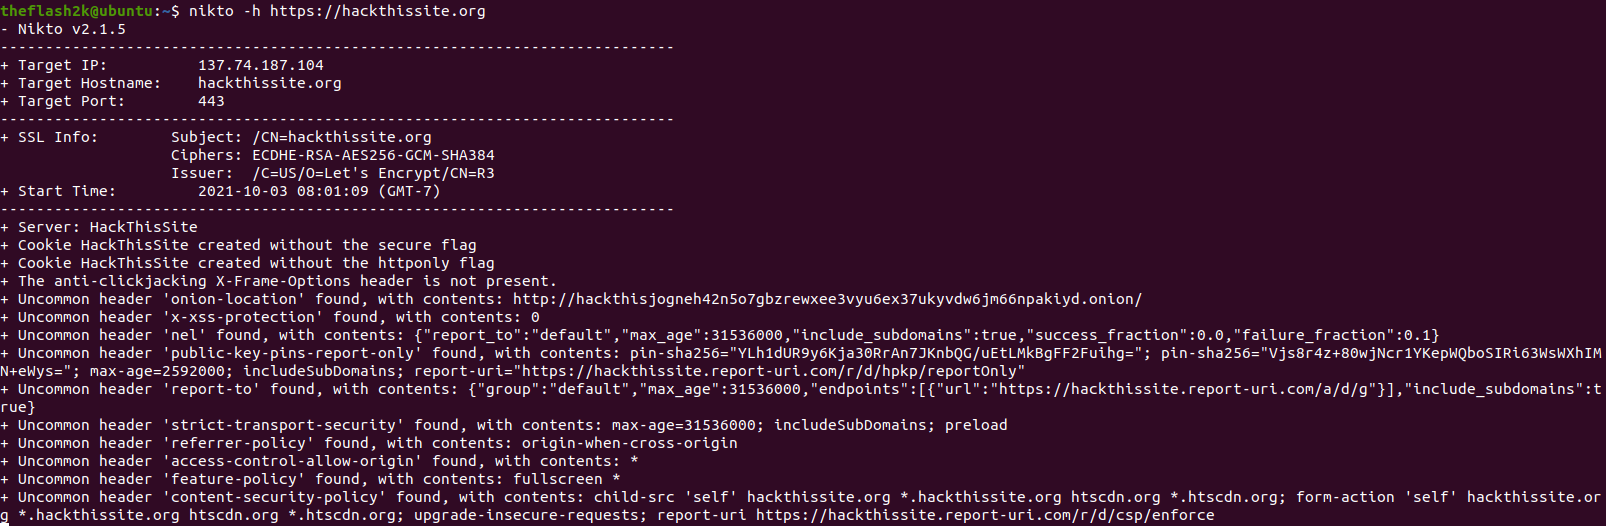 theflash2k@ubuntu:~$ nikto -h https://hackthissite.org
- Nikto v2.1.5
---------------------------------------------------------------------------
+ Target IP:          137.74.187.104
+ Target Hostname:    hackthissite.org
+ Target Port:        443
---------------------------------------------------------------------------
+ SSL Info:        Subject: /CN=hackthissite.org
                   Ciphers: ECDHE-RSA-AES256-GCM-SHA384
                   Issuer:  /C=US/O=Let's Encrypt/CN=R3
+ Start Time:         2021-10-03 08:01:09 (GMT-7)
---------------------------------------------------------------------------
+ Server: HackThisSite
+ Cookie HackThisSite created without the secure flag
+ Cookie HackThisSite created without the httponly flag
+ The anti-clickjacking X-Frame-Options header is not present.
+ Uncommon header 'onion-location' found, with contents: http://hackthisjogneh42n5o7gbzrewxee3vyu6ex37ukyvdw6jm66npakiyd.onion/
+ Uncommon header 'x-xss-protection' found, with contents: 0
+ Uncommon header 'nel' found, with contents: {"report_to":"default","max_age":31536000,"include_subdomains":true,"success_fraction":0.0,"failure_fraction":0.1}
+ Uncommon header 'public-key-pins-report-only' found, with contents: pin-sha256="YLh1dUR9y6Kja30RrAn7JKnbQG/uEtLMkBgFF2Fuihg="; pin-sha256="Vjs8r4z+80wjNcr1YKepWQboSIRi63WsWXhIM
N+eWys="; max-age=2592000; includeSubDomains; report-uri="https://hackthissite.report-uri.com/r/d/hpkp/reportOnly"
+ Uncommon header 'report-to' found, with contents: {"group":"default","max_age":31536000,"endpoints":[{"url":"https://hackthissite.report-uri.com/a/d/g"}],"include_subdomains":t
rue}
+ Uncommon header 'strict-transport-security' found, with contents: max-age=31536000; includeSubDomains; preload
+ Uncommon header 'referrer-policy' found, with contents: origin-when-cross-origin
+ Uncommon header 'access-control-allow-origin' found, with contents: *
+ Uncommon header 'feature-policy' found, with contents: fullscreen *
+ Uncommon header 'content-security-policy' found, with contents: child-src 'self' hackthissite.org *.hackthissite.org htscdn.org *.htscdn.org; form-action 'self' hackthissite.or
g *.hackthissite.org htscdn.org *.htscdn.org; upgrade-insecure-requests; report-uri https://hackthissite.report-uri.com/r/d/csp/enforce